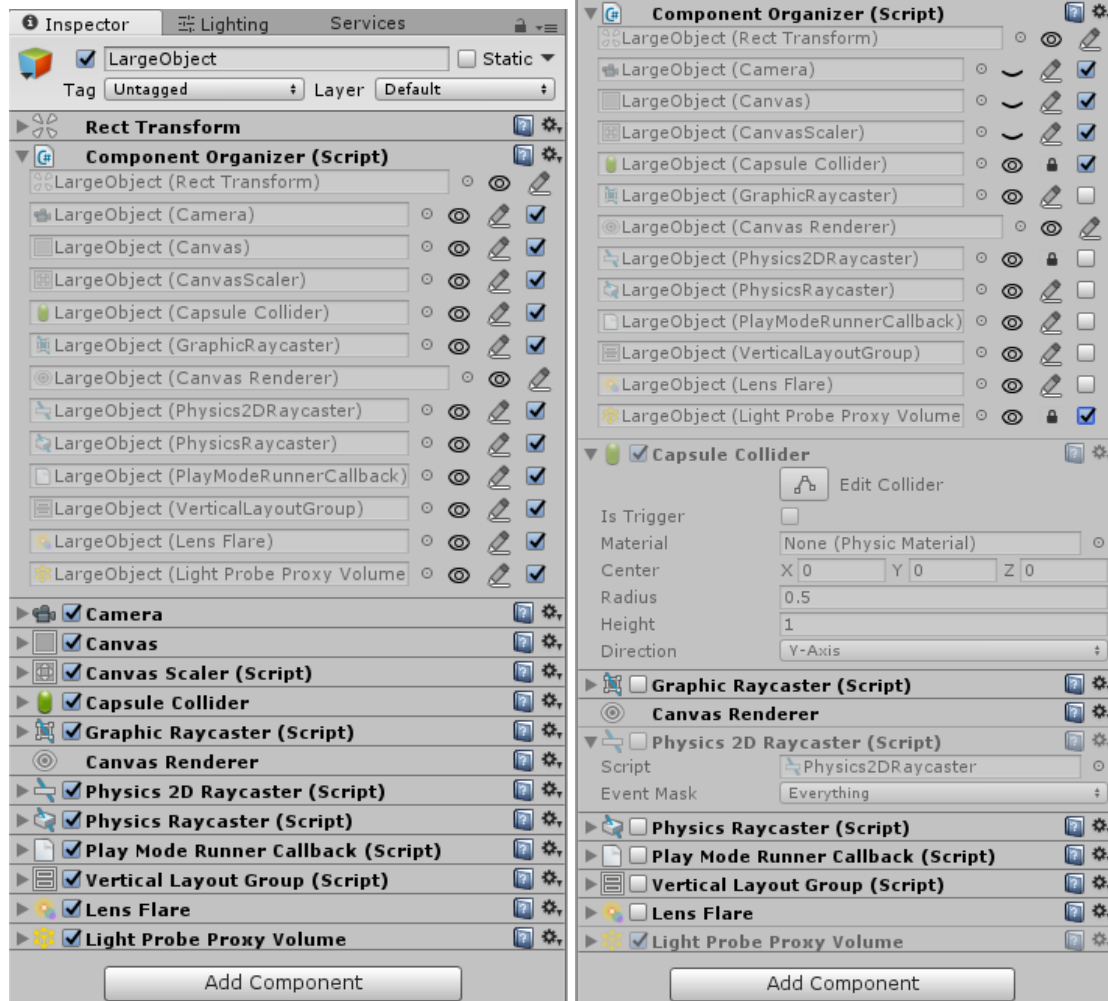 Inspector Lighting Services
LargeObject Static
Tag Untagged Layer Default
Rect Transform
Component Organizer (Script)
LargeObject (Rect Transform)
LargeObject (Camera)
LargeObject (Canvas)
LargeObject (CanvasScaler)
LargeObject (Capsule Collider)
LargeObject (GraphicRaycaster)
LargeObject (Canvas Renderer)
LargeObject (Physics2DRaycaster)
LargeObject (PhysicsRaycaster)
LargeObject (PlayModeRunnerCallback)
LargeObject (VerticalLayoutGroup)
LargeObject (Lens Flare)
LargeObject (Light Probe Proxy Volume
Camera
Canvas
Canvas Scaler (Script)
Capsule Collider
Graphic Raycaster (Script)
Canvas Renderer
Physics 2D Raycaster (Script)
Physics Raycaster (Script)
Play Mode Runner Callback (Script)
Vertical Layout Group (Script)
Lens Flare
Light Probe Proxy Volume
Add Component
Component Organizer (Script)
LargeObject (Rect Transform)
LargeObject (Camera)
LargeObject (Canvas)
LargeObject (CanvasScaler)
LargeObject (Capsule Collider)
LargeObject (GraphicRaycaster)
LargeObject (Canvas Renderer)
LargeObject (Physics2DRaycaster)
LargeObject (PhysicsRaycaster)
LargeObject (PlayModeRunnerCallback)
LargeObject (VerticalLayoutGroup)
LargeObject (Lens Flare)
LargeObject (Light Probe Proxy Volume
Capsule Collider
Edit Collider
Is Trigger
Material None (Physic Material)
Center X 0 Y 0 Z 0
Radius 0.5
Height 1
Direction Y-Axis
Graphic Raycaster (Script)
Canvas Renderer
Physics 2D Raycaster (Script)
Script Physics2DRaycaster
Event Mask Everything
Physics Raycaster (Script)
Play Mode Runner Callback (Script)
Vertical Layout Group (Script)
Lens Flare
Light Probe Proxy Volume
Add Component